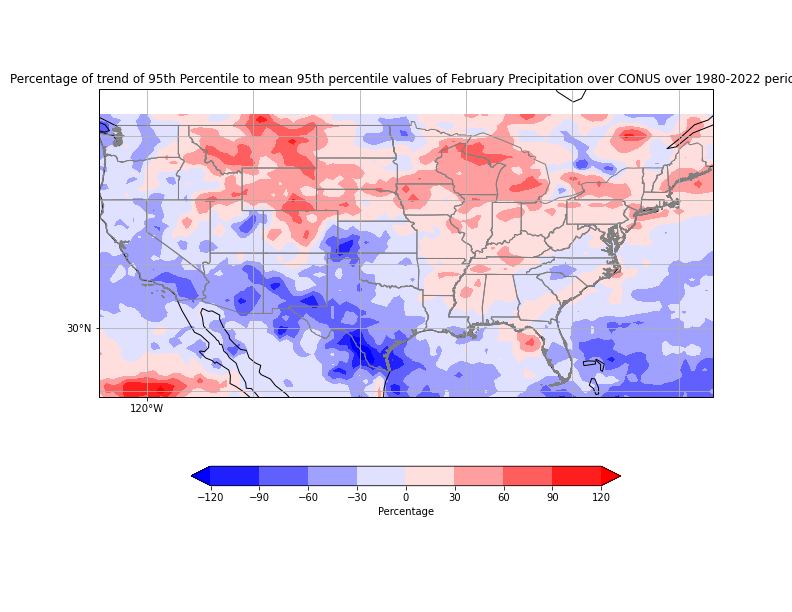 Percentage of trend of 95th Percentile to mean 95th percentile values of February Precipitation over CONUS over 1980-2022 peric
30°N
120°W
−120 −90 −60 −30 0 30 60 90 120
Percentage